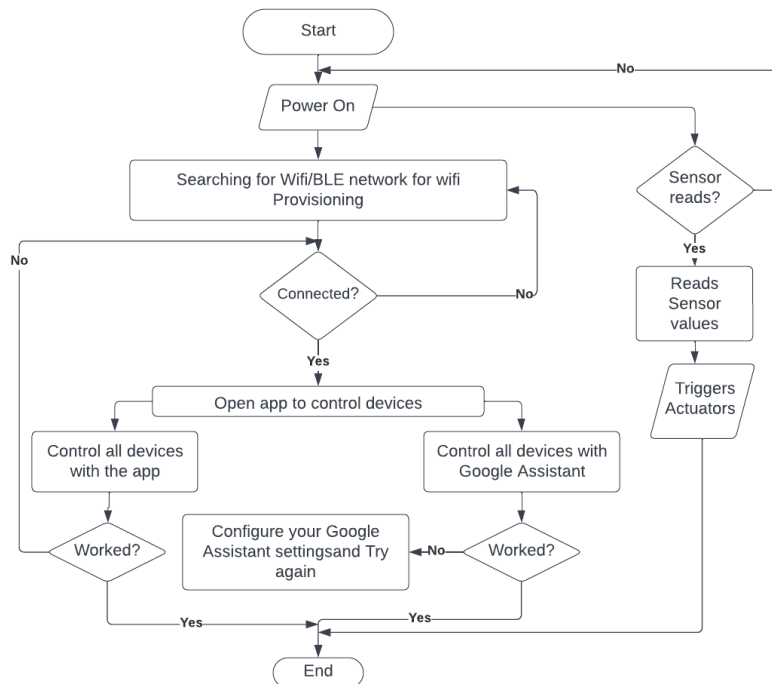 Start
No
Power On
Searching for Wifi/BLE network for wifi
Provisioning
Sensor
reads?
No
Yes
Connected?
No
Reads
Sensor
values
Yes
Open app to control devices
Triggers
Actuators
Control all devices
with the app
Control all devices with
Google Assistant
Configure your Google
Assistant settingsand Try
again
Worked?
No
Worked?
Yes
Yes
End